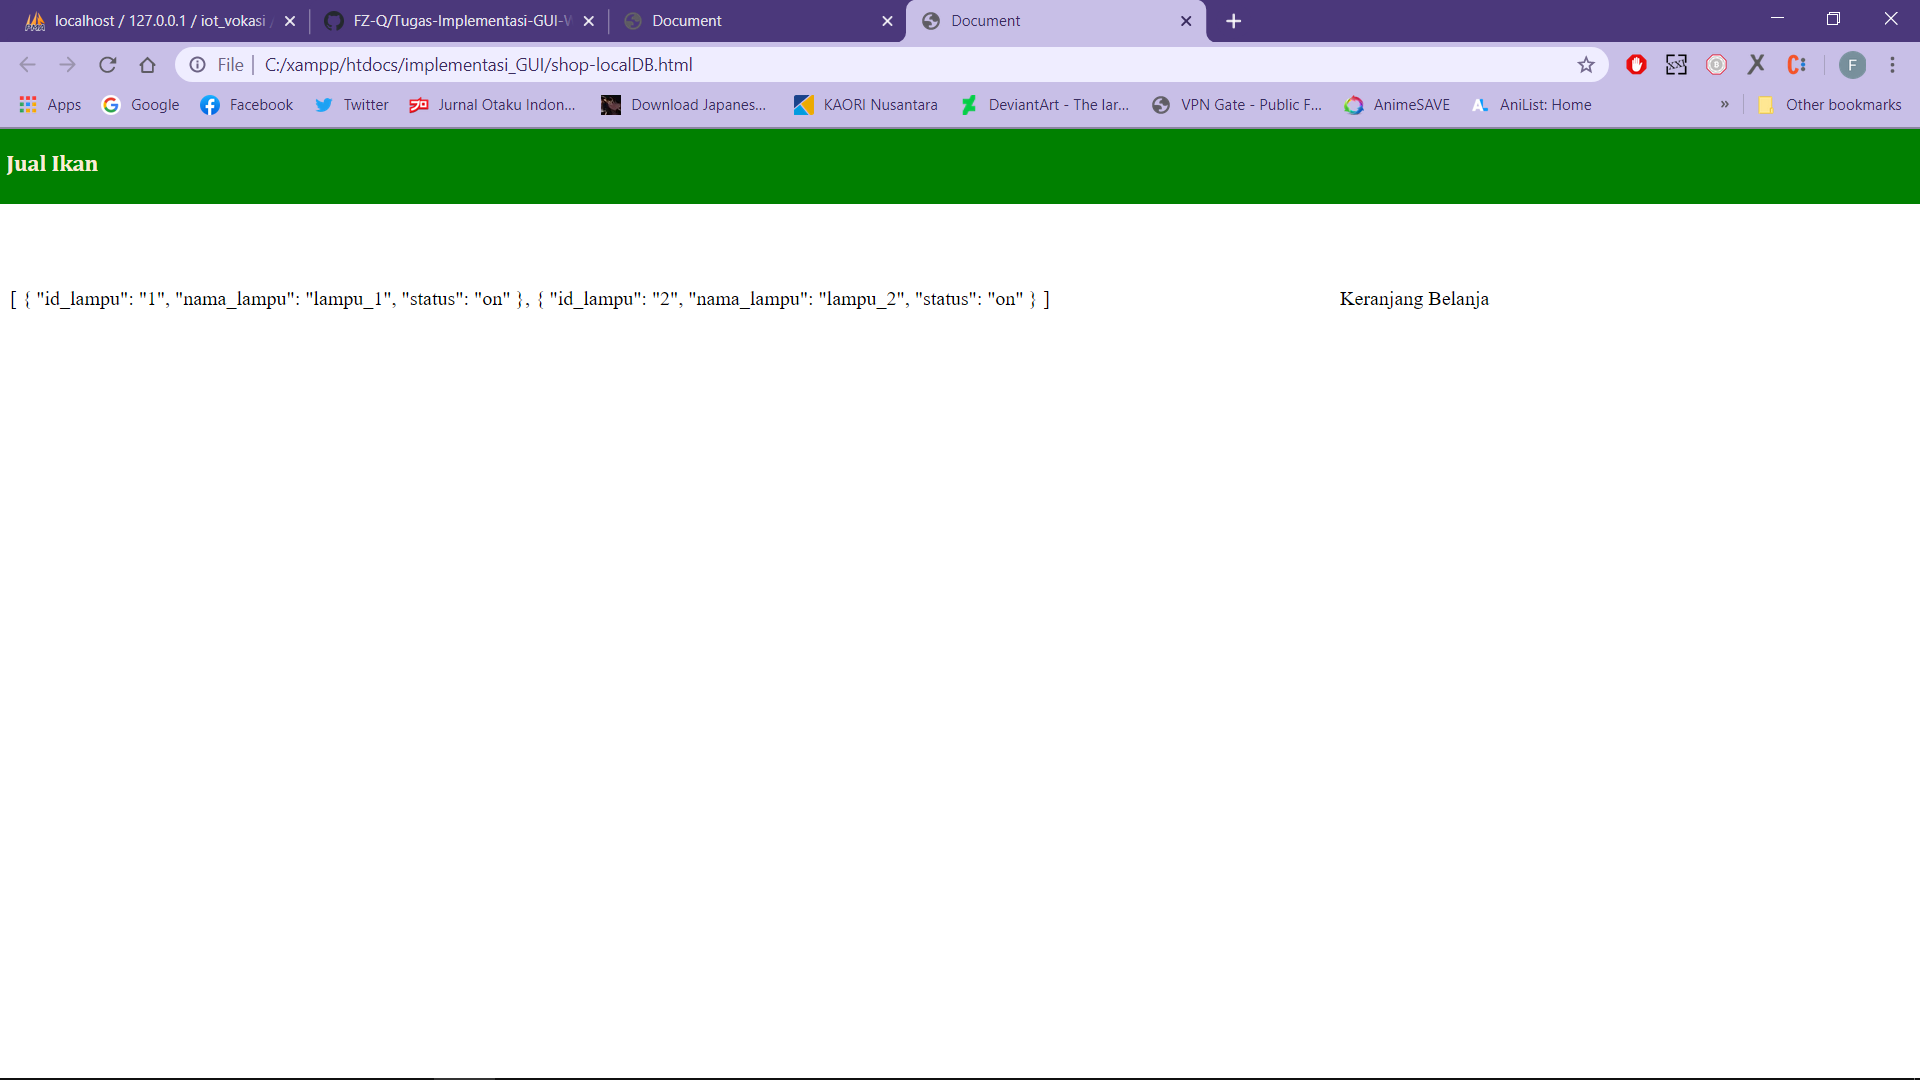 localhost / 127.0.0.1 / iot_vokasi /
FZ-Q/Tugas-Implementasi-GUI-W
Document
Document
File
C:/xampp/htdocs/implementasi_GUI/shop-localDB.html
F
Apps
Google
Facebook
Twitter
Jurnal Otaku Indon...
Download Japanes...
KAORI Nusantara
DeviantArt - The lar...
VPN Gate - Public F...
AnimeSAVE
AniList: Home
»
Other bookmarks
Jual Ikan
[ { "id_lampu": "1", "nama_lampu": "lampu_1", "status": "on" }, { "id_lampu": "2", "nama_lampu": "lampu_2", "status": "on" } ]
Keranjang Belanja